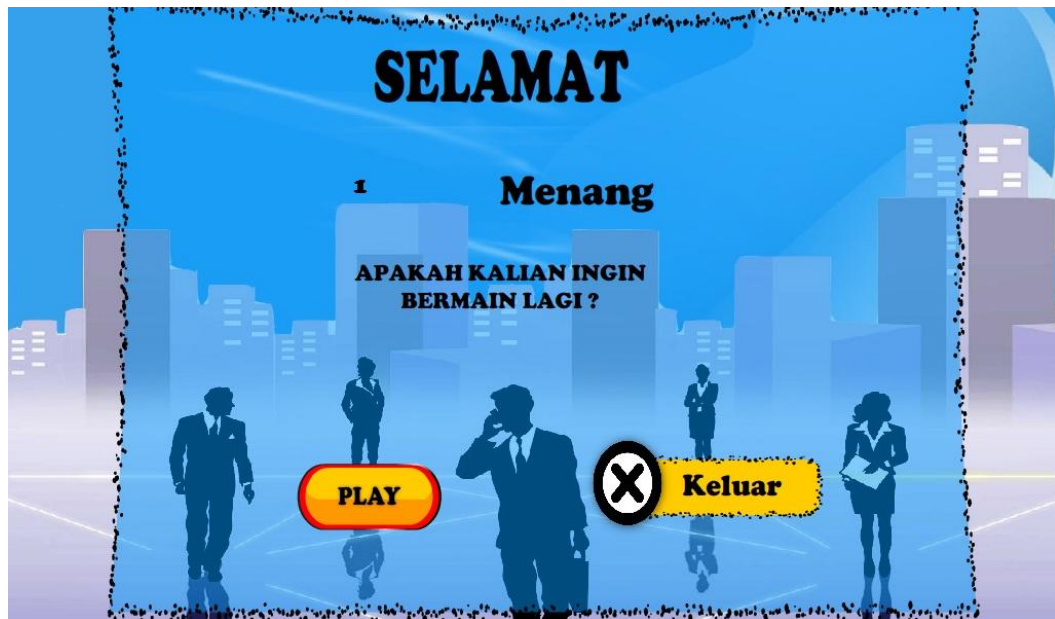 SELAMAT
1 Menang
APAKAH KALIAN INGIN
BERMAIN LAGI ?
PLAY
X Keluar